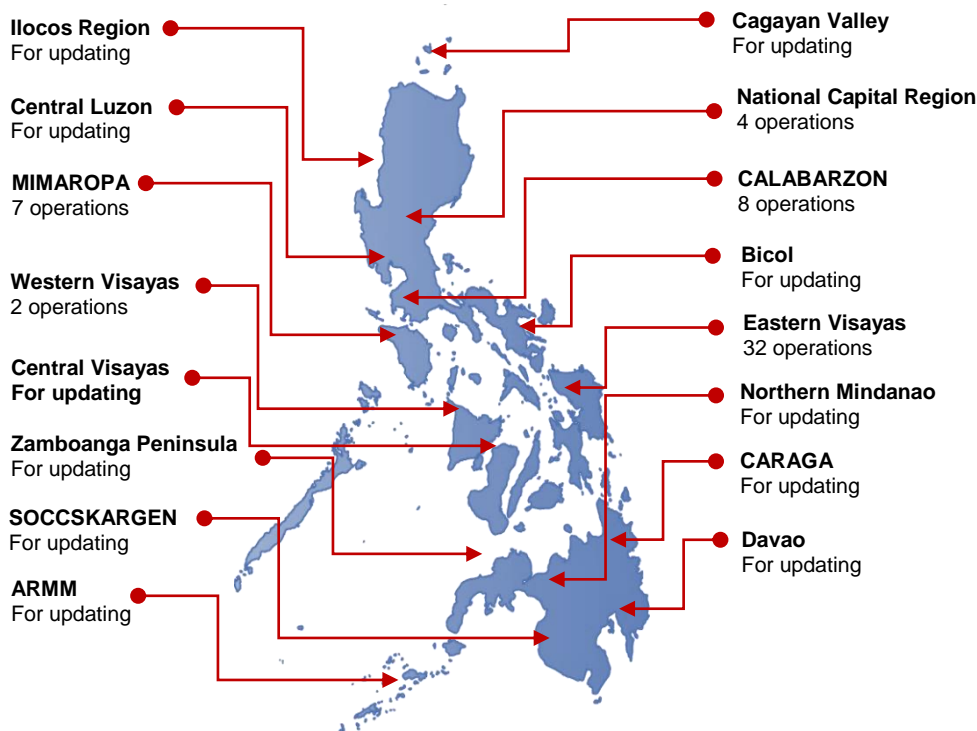 Ilocos Region
For updating
Central Luzon
For updating
MIMAROPA
7 operations
Western Visayas
2 operations
Central Visayas
For updating
Zamboanga Peninsula
For updating
SOCCSKARGEN
For updating
ARMM
For updating
Cagayan Valley
For updating
National Capital Region
4 operations
CALABARZON
8 operations
Bicol
For updating
Eastern Visayas
32 operations
Northern Mindanao
For updating
CARAGA
For updating
Davao
For updating